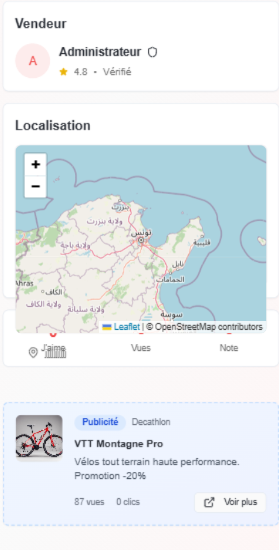 Vendeur
A
Administrateur
4.8 • Vérifié
Localisation
+
−
تونس
بنزرت
ولاية بنزرت
قليبية
ولاية باجة
نابل
الحمامات
Ahras
الكاف
ولاية الكاف
ولاية سليانة
سوسة
Leaflet | © OpenStreetMap contributors
J'aime
Vues
Note
Publicité Decathlon
VTT Montagne Pro
Vélos tout terrain haute performance.
Promotion -20%
87 vues 0 clics
Voir plus